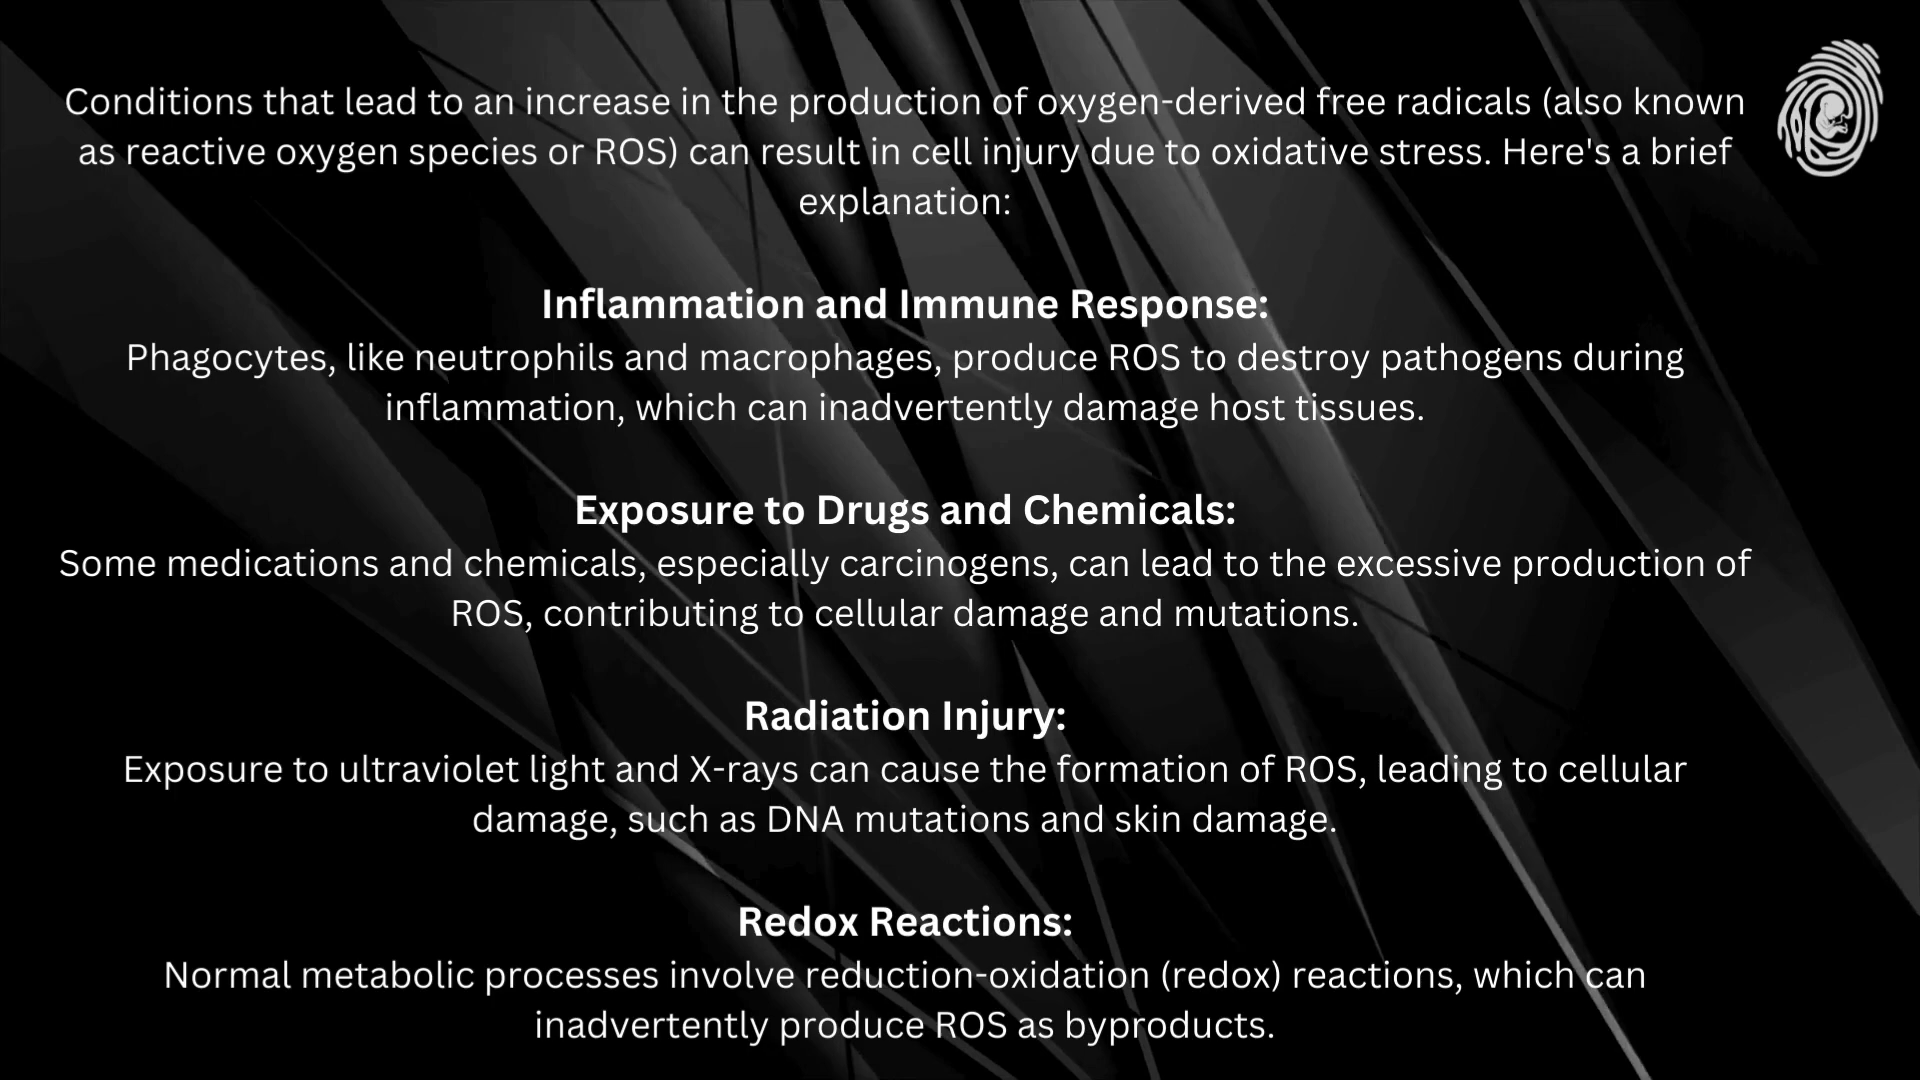 Conditions that lead to an increase in the production of oxygen-derived free radicals (also known
as reactive oxygen species or ROS) can result in cell injury due to oxidative stress. Here's a brief
explanation:
Inflammation and Immune Response:
Phagocytes, like neutrophils and macrophages, produce ROS to destroy pathogens during
inflammation, which can inadvertently damage host tissues.
Exposure to Drugs and Chemicals:
Some medications and chemicals, especially carcinogens, can lead to the excessive production of
ROS, contributing to cellular damage and mutations.
Radiation Injury:
Exposure to ultraviolet light and X-rays can cause the formation of ROS, leading to cellular
damage, such as DNA mutations and skin damage.
Redox Reactions:
Normal metabolic processes involve reduction-oxidation (redox) reactions, which can
inadvertently produce ROS as byproducts.